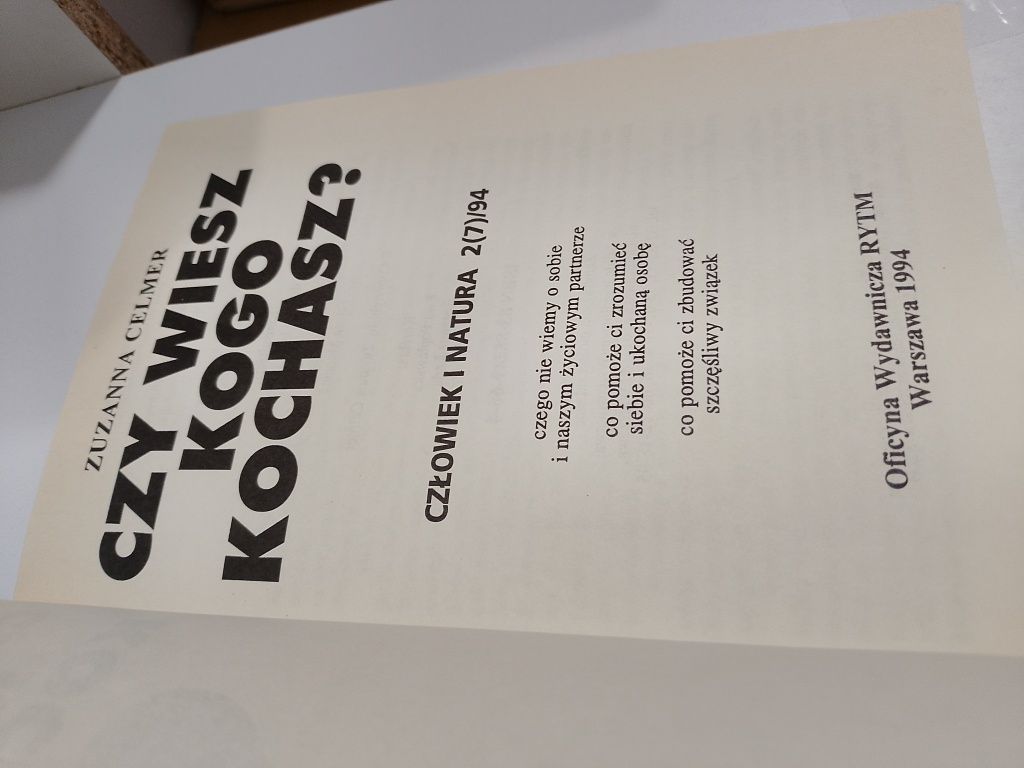 ZUZANNA CELMER
CZY WIESZ
KOGO
KOCHASZ?
CZŁOWIEK I NATURA 2(7)/94
czego nie wiemy o sobie
i naszym życiowym partnerze
co pomoże ci zrozumieć
siebie i ukochaną osobę
co pomoże ci zbudować
szczęśliwy związek
Oficyna Wydawnicza RYTM
Warszawa 1994